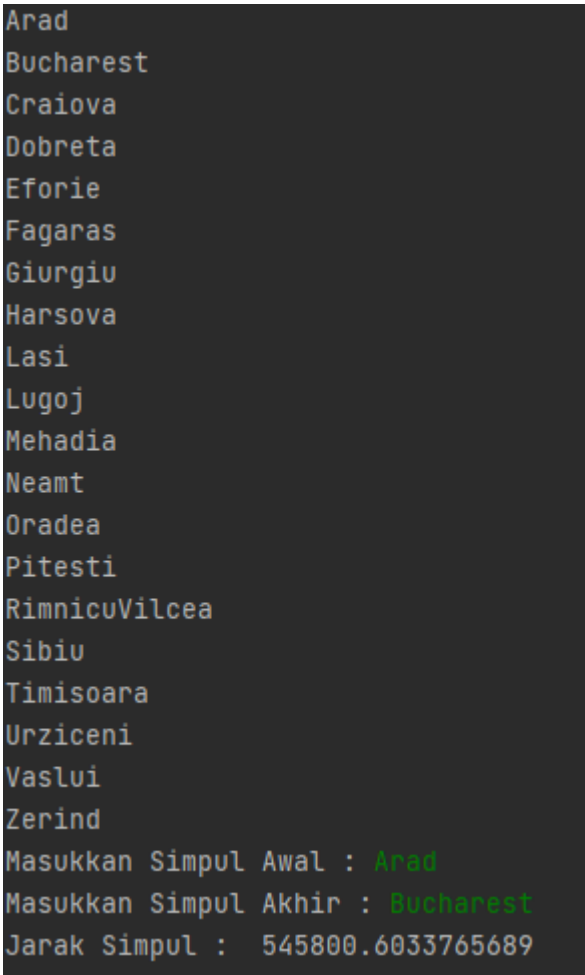 Arad
Bucharest
Craiova
Dobreta
Eforie
Fagaras
Giurgiu
Harsova
Lasi
Lugoj
Mehadia
Neamt
Oradea
Pitesti
RimnicuVilcea
Sibiu
Timisoara
Urziceni
Vaslui
Zerind
Masukkan Simpul Awal : Arad
Masukkan Simpul Akhir : Bucharest
Jarak Simpul :  545800.6033765689